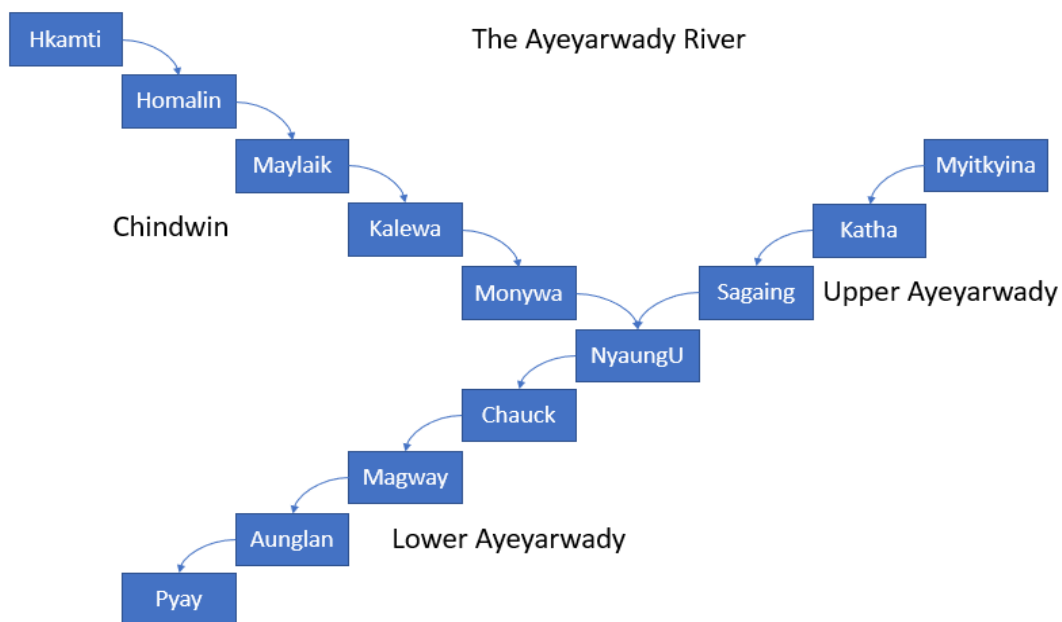 Hkamti
The Ayeyarwady River
Homalin
Maylaik
Myitkyina
Chindwin
Kalewa
Katha
Monywa
Sagaing
Upper Ayeyarwady
NyaungU
Chauck
Magway
Aunglan
Lower Ayeyarwady
Pyay